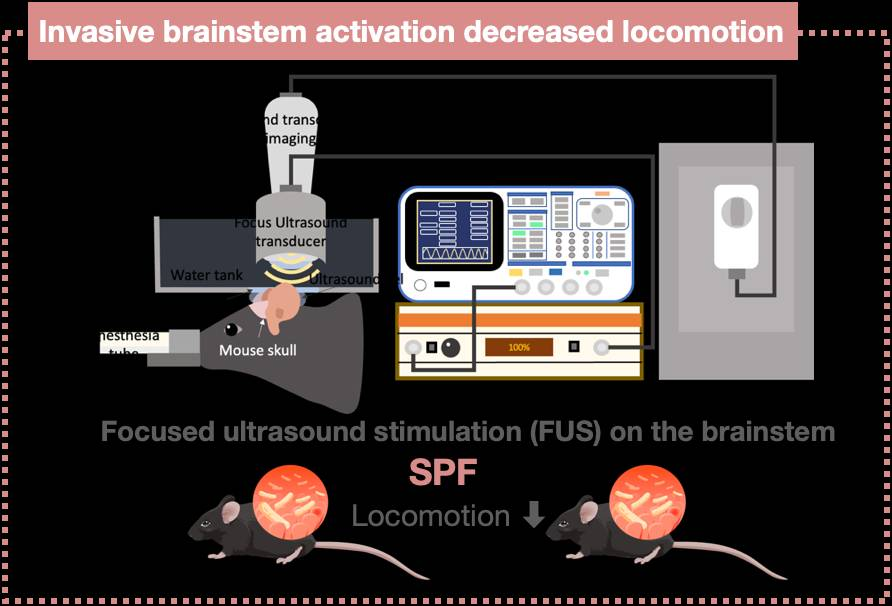 Invasive brainstem activation decreased locomotion
imaging
Focus Ultrasound
transducer
Water tank
Mouse skull
100%
Focused ultrasound stimulation (FUS) on the brainstem
SPF
Locomotion